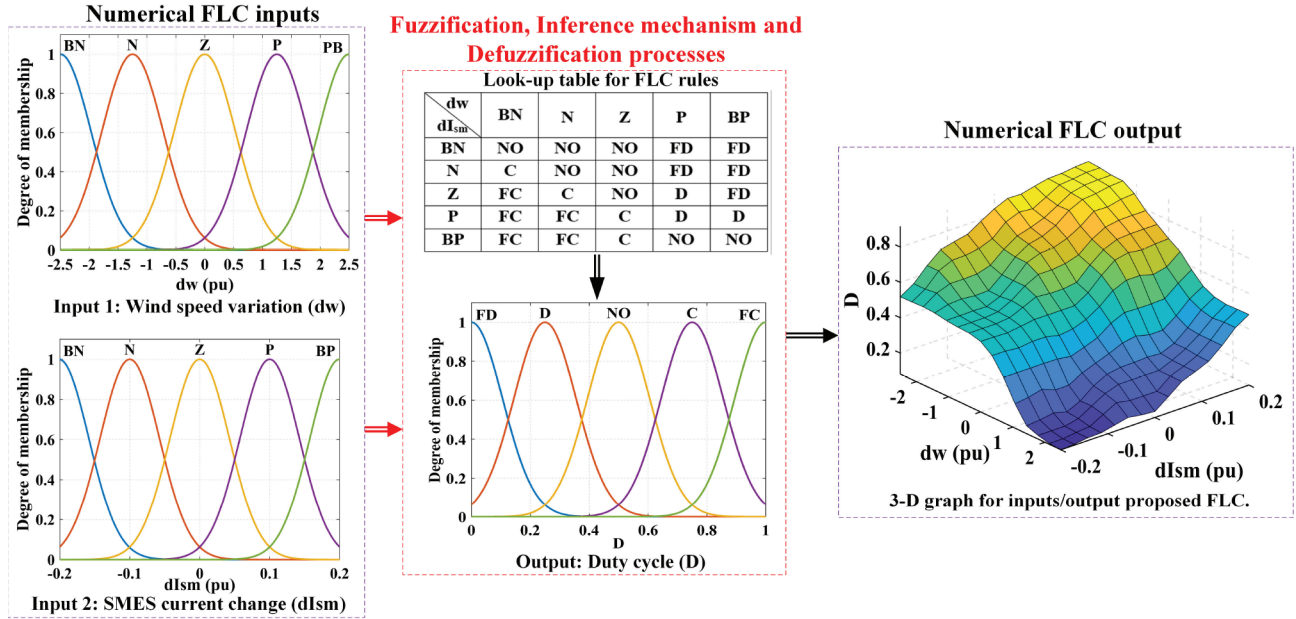 Numerical FLC inputs
BN N Z P PB
Degree of membership
1
0.8
0.6
0.4
0.2
0
-2.5 -2 -1.5 -1 -0.5 0 0.5 1 1.5 2 2.5
dw (pu)
Input 1: Wind speed variation (dw)
BN N Z P BP
Degree of membership
1
0.8
0.6
0.4
0.2
0
-0.2 -0.1 0 0.1 0.2
dIsm (pu)
Input 2: SMES current change (dIsm)
Fuzzification, Inference mechanism and
Defuzzification processes
Look-up table for FLC rules
dw
dIsm
BN N Z P BP
BN NO NO NO FD FD
N C NO NO FD FD
Z FC C NO D FD
P FC FC C D D
BP FC FC C NO NO
FD D NO C FC
Degree of membership
1
0.8
0.6
0.4
0.2
0
0 0.2 0.4 0.6 0.8 1
D
Output: Duty cycle (D)
Numerical FLC output
D
0.8
0.6
0.4
0.2
-2 -1 0 1 2
dw (pu)
-0.2 -0.1 0 0.1 0.2
dIsm (pu)
3-D graph for inputs/output proposed FLC.